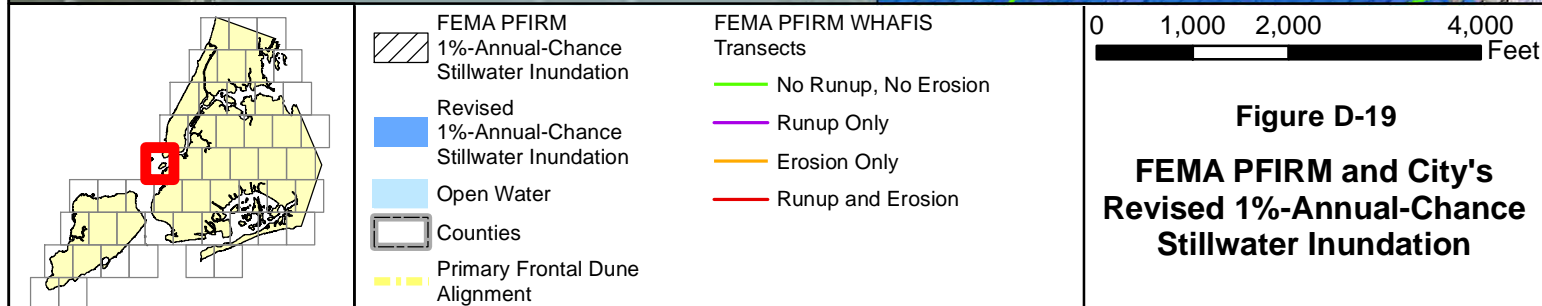 FEMA PFIRM
1%-Annual-Chance
Stillwater Inundation
Revised
1%-Annual-Chance
Stillwater Inundation
Open Water
Counties
Primary Frontal Dune
Alignment
FEMA PFIRM WHAFIS
Transects
No Runup, No Erosion
Runup Only
Erosion Only
Runup and Erosion
0 1,000 2,000 4,000
Feet
Figure D-19
FEMA PFIRM and City's
Revised 1%-Annual-Chance
Stillwater Inundation